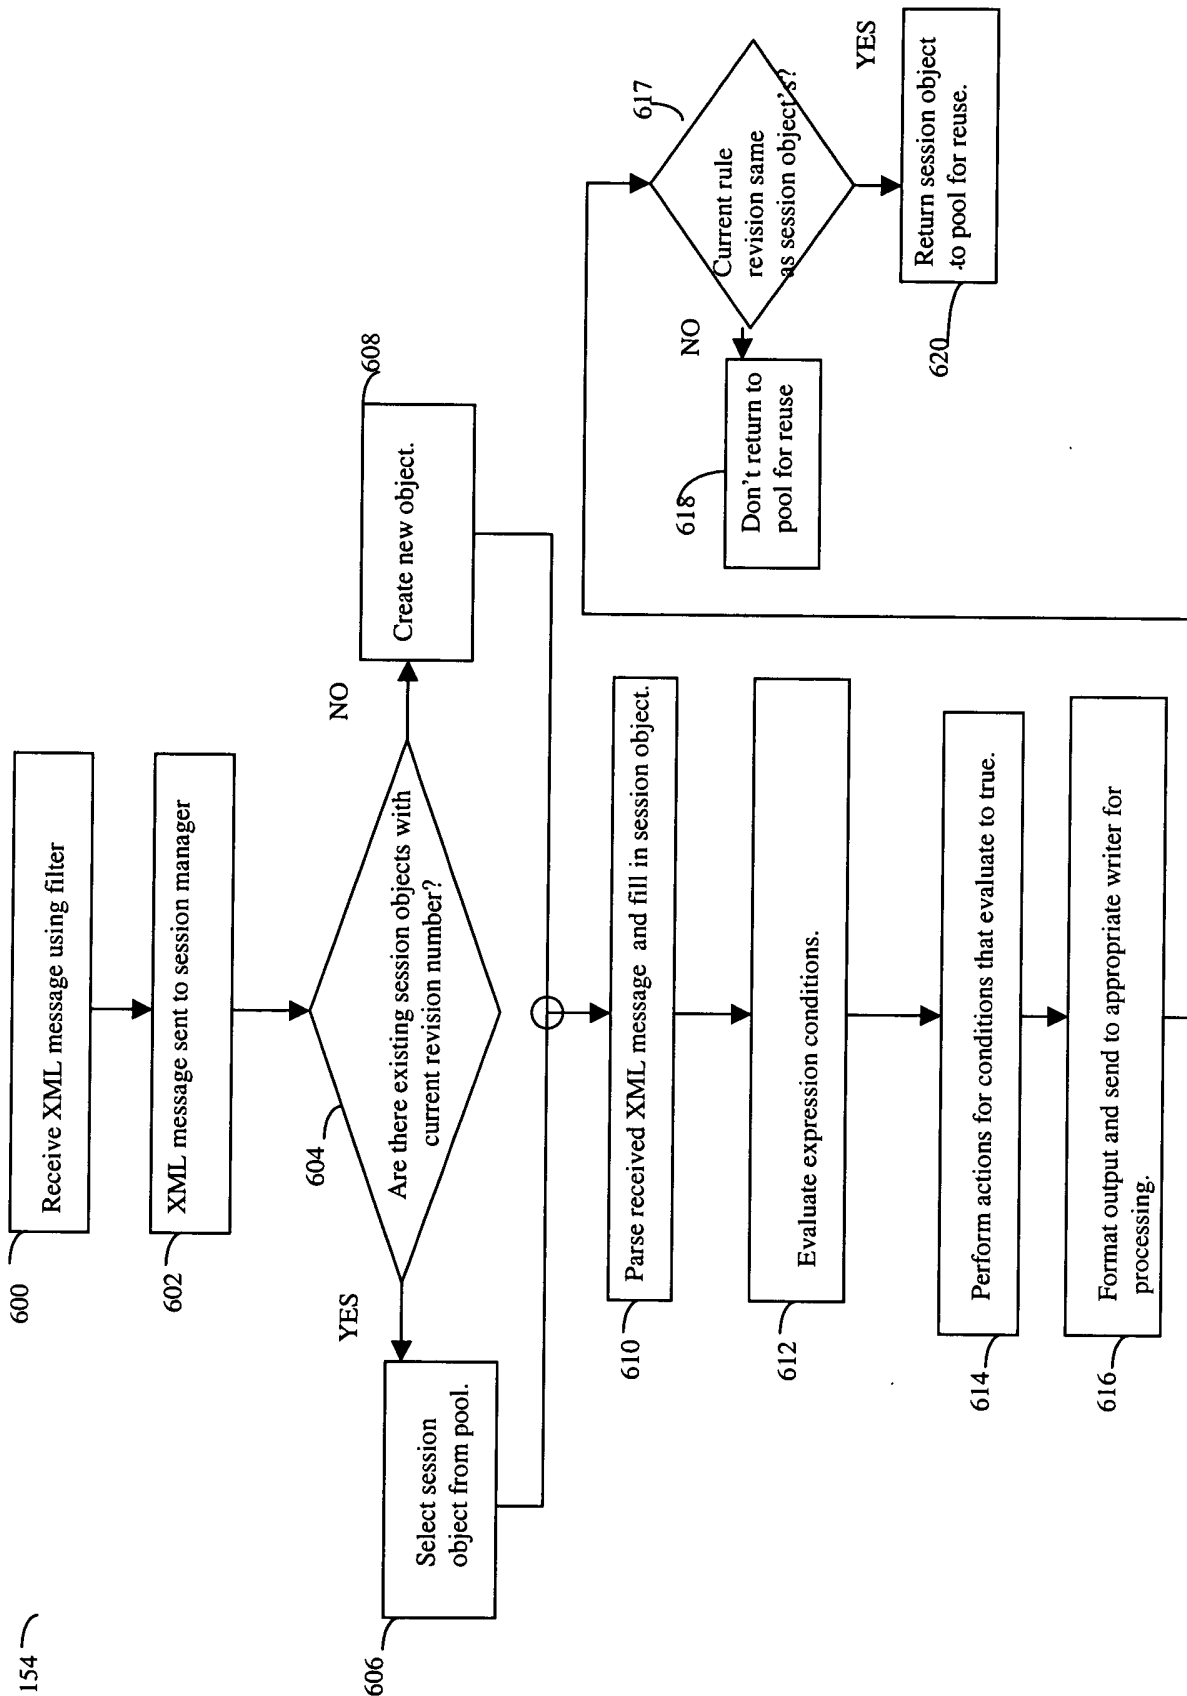 154
600
Receive XML message using filter
602
XML message sent to session manager
604
Are there existing session objects with
current revision number?
YES
NO
606
Select session
object from pool.
608
Create new object.
610
Parse received XML message and fill in session object.
612
Evaluate expression conditions.
614
Perform actions for conditions that evaluate to true.
616
Format output and send to appropriate writer for
processing.
617
Current rule
revision same
as session object's?
NO
YES
618
Don't return to
pool for reuse
620
Return session object
to pool for reuse.